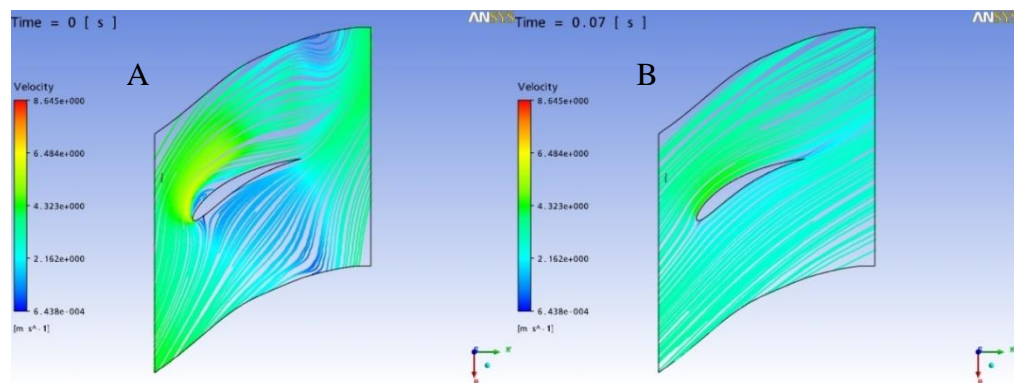 Time = 0 [ s ]
ANSYS
A
Velocity
8.645e+000
6.484e+000
4.323e+000
2.162e+000
6.438e-004
[m s^-1]
Time = 0.07 [ s ]
ANSYS
B
Velocity
8.645e+000
6.484e+000
4.323e+000
2.162e+000
6.438e-004
[m s^-1]